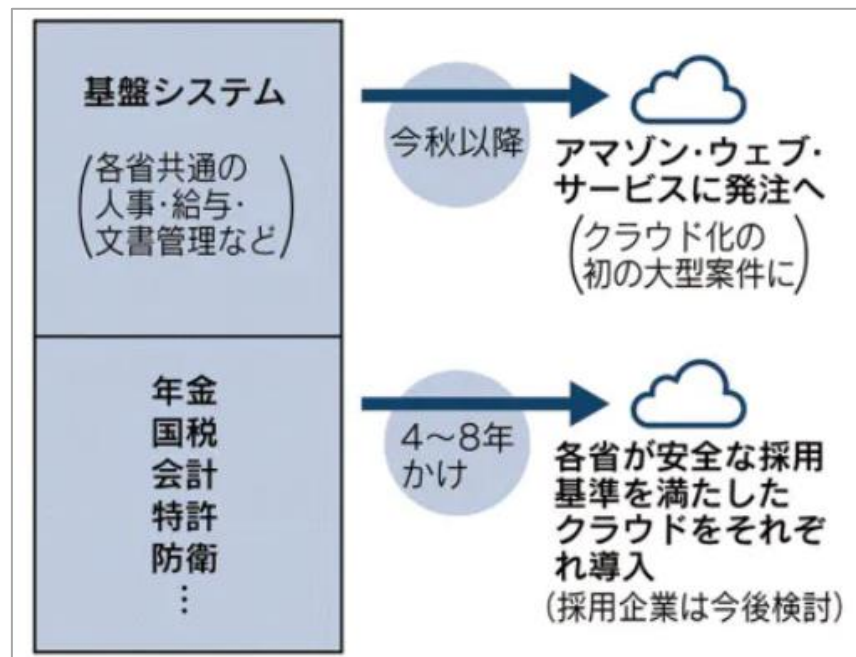 基盤システム
各省共通の
人事・給与・
文書管理など
今秋以降
アマゾン・ウェブ・
サービスに発注へ
クラウド化の
初の大型案件に
年金
国税
会計
特許
防衛
⋮
4〜8年
かけ
各省が安全な採用
基準を満たした
クラウドをそれぞ
れ導入
(採用企業は今後検討)